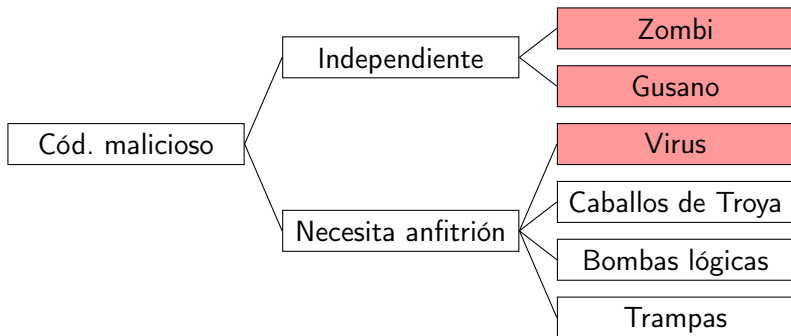 Zombi
Independiente
Gusano
Cód. malicioso
Virus
Caballos de Troya
Necesita anfitrión
Bombas lógicas
Trampas